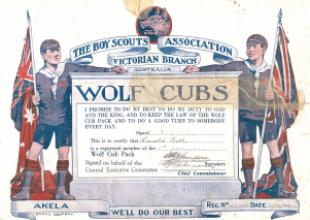 THE BOY SCOUTS ASSOCIATION
VICTORIAN BRANCH
AUSTRALIA
WOLF CUBS
I PROMISE TO DO MY BEST TO DO MY DUTY TO GOD
AND THE KING, AND TO KEEP THE LAW OF THE WOLF
CUB PACK AND TO DO A GOOD TURN TO SOMEBODY
EVERY DAY.
Signed
This is to certify that Ronald
is a registered member of the
Wolf Cub Pack
Signed on behalf of the
Central Executive Committee
Secretary
Chief Commissioner
AKELA
WE'LL DO OUR BEST
REG Nº
DATE